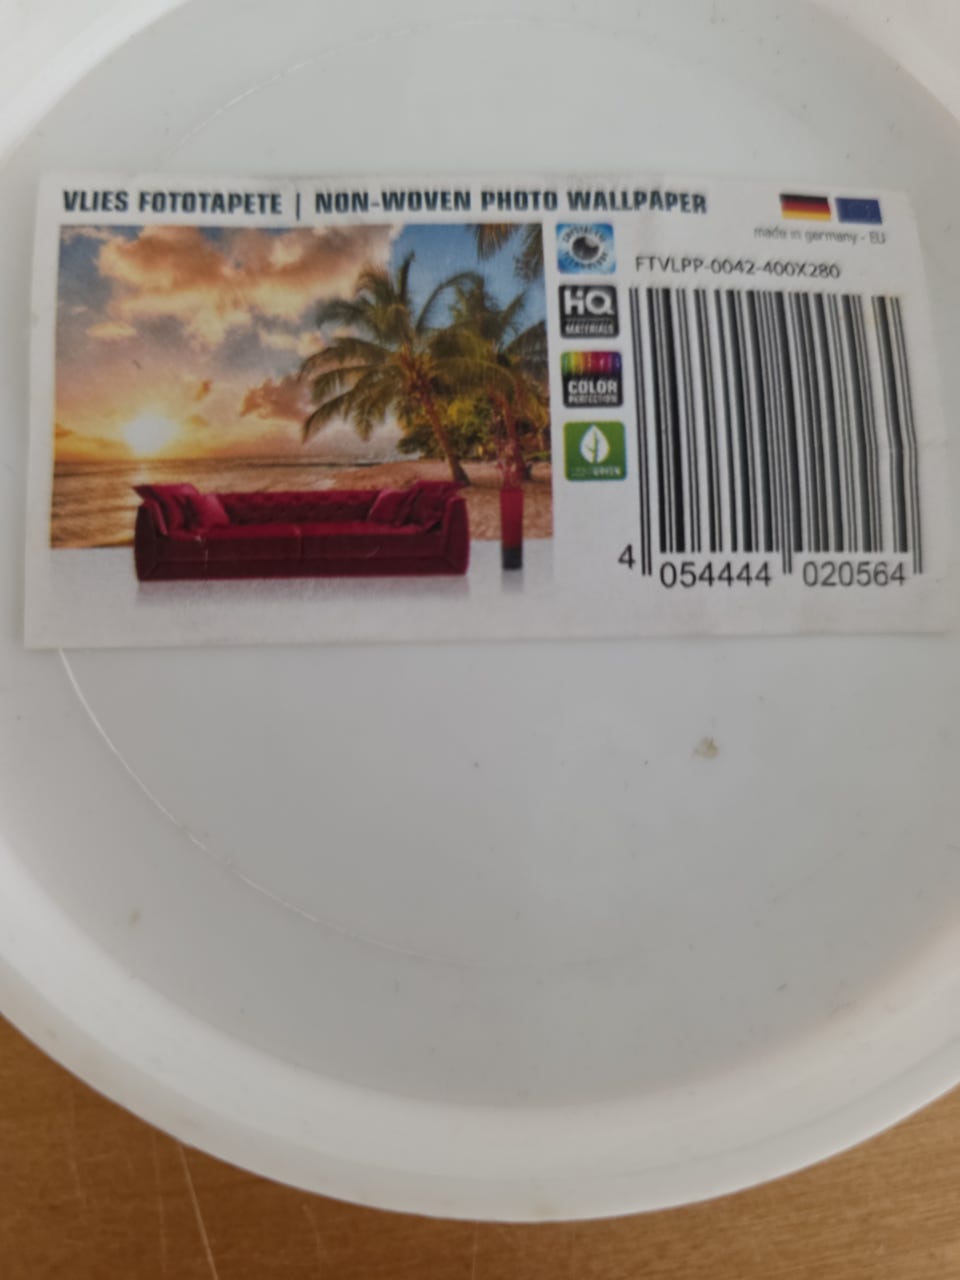 VLIES FOTOTAPETE | NON-WOVEN PHOTO WALLPAPER
made in germany - EU
FTVLPP-0042-400X280
HQ
MATERIALS
COLOR
PERFECTION
GREEN
4 054444 020564